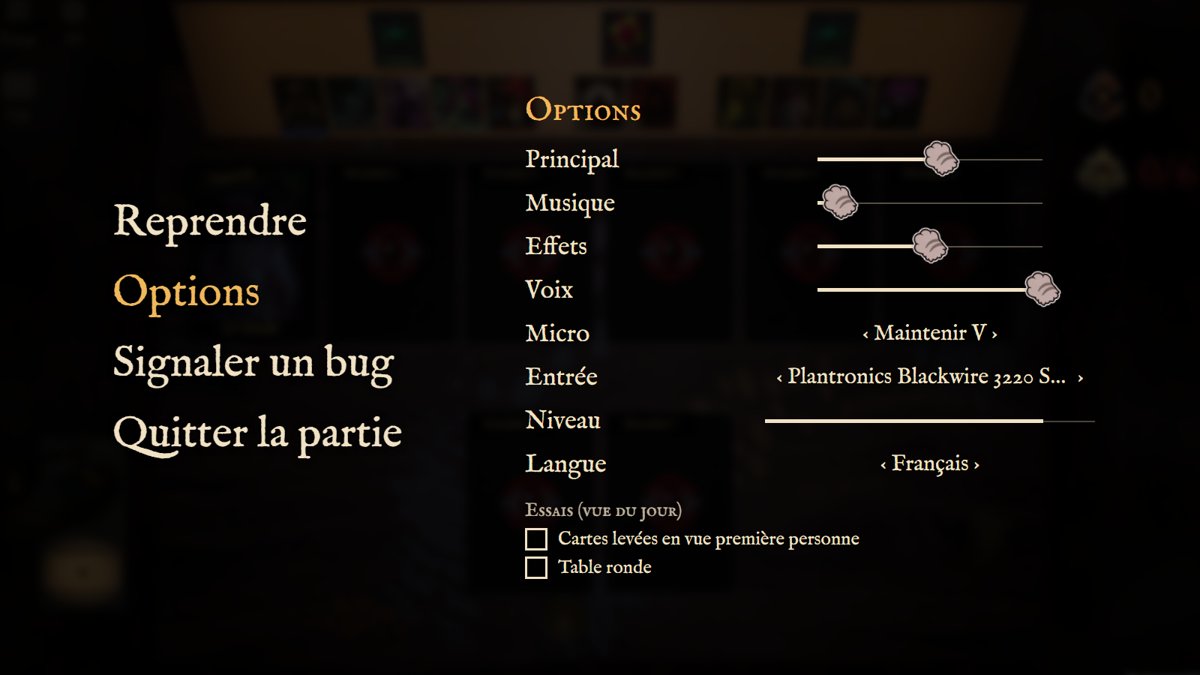 Reprendre
Options
Signaler un bug
Quitter la partie
Options
Principal
Musique
Effets
Voix
Micro ‹ Maintenir V ›
Entrée ‹ Plantronics Blackwire 3220 S... ›
Niveau
Langue ‹ Français ›
Essais (vue du jour)
Cartes levées en vue première personne
Table ronde